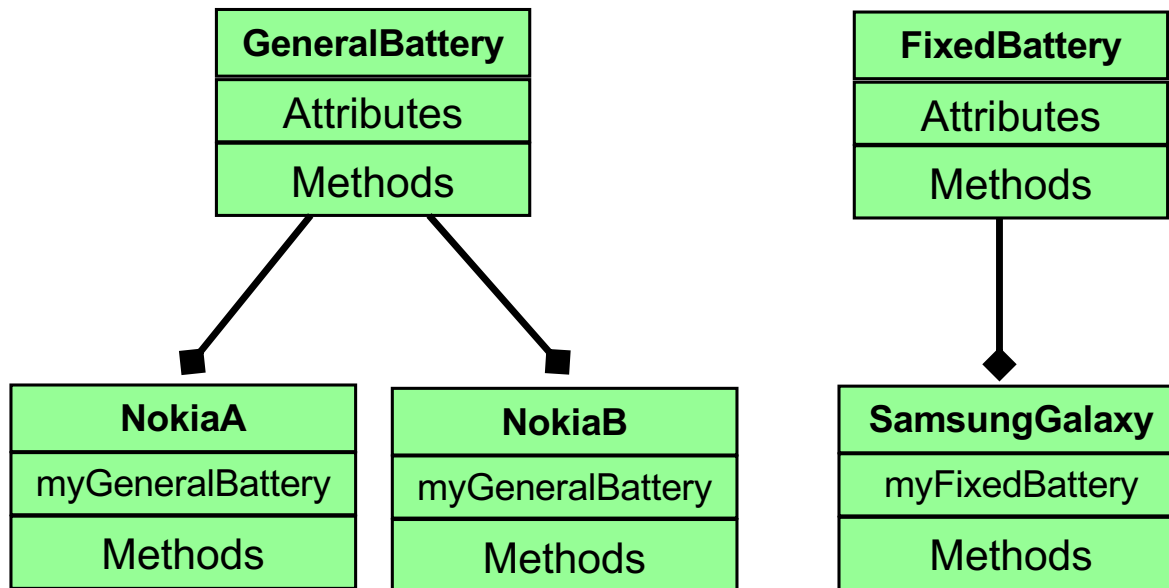 GeneralBattery
Attributes
Methods
FixedBattery
Attributes
Methods
NokiaA
myGeneralBattery
Methods
NokiaB
myGeneralBattery
Methods
SamsungGalaxy
myFixedBattery
Methods